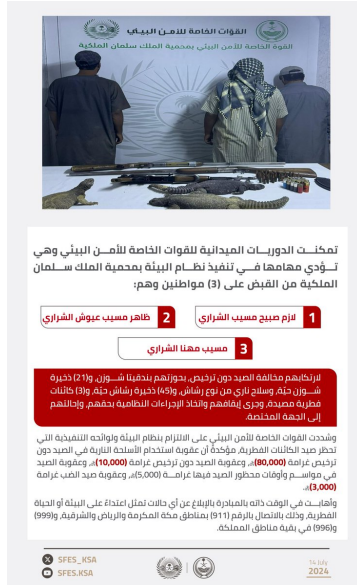 القوات الخاصة للأمن البيئي
القوة الخاصة للأمن البيئي بمحمية الملك سلمان الملكية
تمكنت الدوريات الميدانية للقوات الخاصة للأمن البيئي وهي
تؤدي مهامها في تنفيذ نظام البيئة بمحمية الملك سلمان
الملكية من القبض على (3) مواطنين وهم:
1 لازم صبيح مسيب الشراري
2 ظاهر مسيب عيوش الشراري
3 مسيب مهنا الشراري
لارتكابهم مخالفة الصيد دون ترخيص، بحوزتهم بندقيتا شوزن، و(21) ذخيرة
شوزن حيّة، وسلاح ناري من نوع رشاش، و(45) ذخيرة رشاش حيّة، و(3) كائنات
فطرية مصيدة، وجرى إيقافهم واتخاذ الإجراءات النظامية بحقهم، وإحالتهم
إلى الجهة المختصة.
وشددت القوات الخاصة للأمن البيئي على الالتزام بنظام البيئة ولوائحه التنفيذية التي
تحظر صيد الكائنات الفطرية، مؤكدةً أن عقوبة استخدام الأسلحة النارية في الصيد دون
ترخيص غرامة (80,000)، وعقوبة الصيد دون ترخيص غرامة (10,000)، وعقوبة الصيد
في مواسم وأوقات محظور الصيد فيها غرامة (5,000)، وعقوبة صيد الضب غرامة
(3,000).
وأهابت في الوقت ذاته بالمبادرة بالإبلاغ عن أي حالات تمثل اعتداءً على البيئة أو الحياة
الفطرية، وذلك بالاتصال بالرقم (911) بمناطق مكة المكرمة والرياض والشرقية، و(999)
و(996) في بقية مناطق المملكة.
SFES_KSA
SFES.KSA
14 July
2024